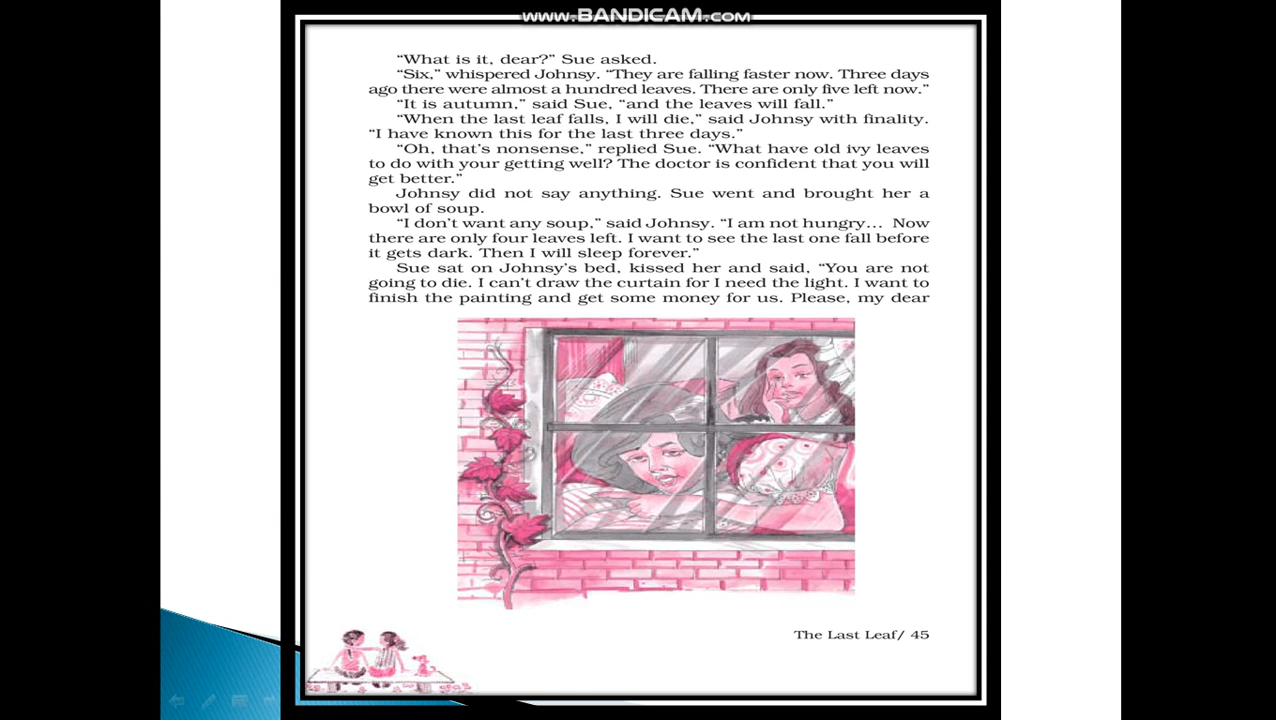 www.BANDICAM.com
“What is it, dear?” Sue asked.
“Six,” whispered Johnsy. “They are falling faster now. Three days
ago there were almost a hundred leaves. There are only five left now.”
“It is autumn,” said Sue, “and the leaves will fall.”
“When the last leaf falls, I will die,” said Johnsy with finality.
“I have known this for the last three days.”
“Oh, that’s nonsense,” replied Sue. “What have old ivy leaves
to do with your getting well? The doctor is confident that you will
get better.”
Johnsy did not say anything. Sue went and brought her a
bowl of soup.
“I don’t want any soup,” said Johnsy. “I am not hungry… Now
there are only four leaves left. I want to see the last one fall before
it gets dark. Then I will sleep forever.”
Sue sat on Johnsy’s bed, kissed her and said, “You are not
going to die. I can’t draw the curtain for I need the light. I want to
finish the painting and get some money for us. Please, my dear
The Last Leaf/ 45